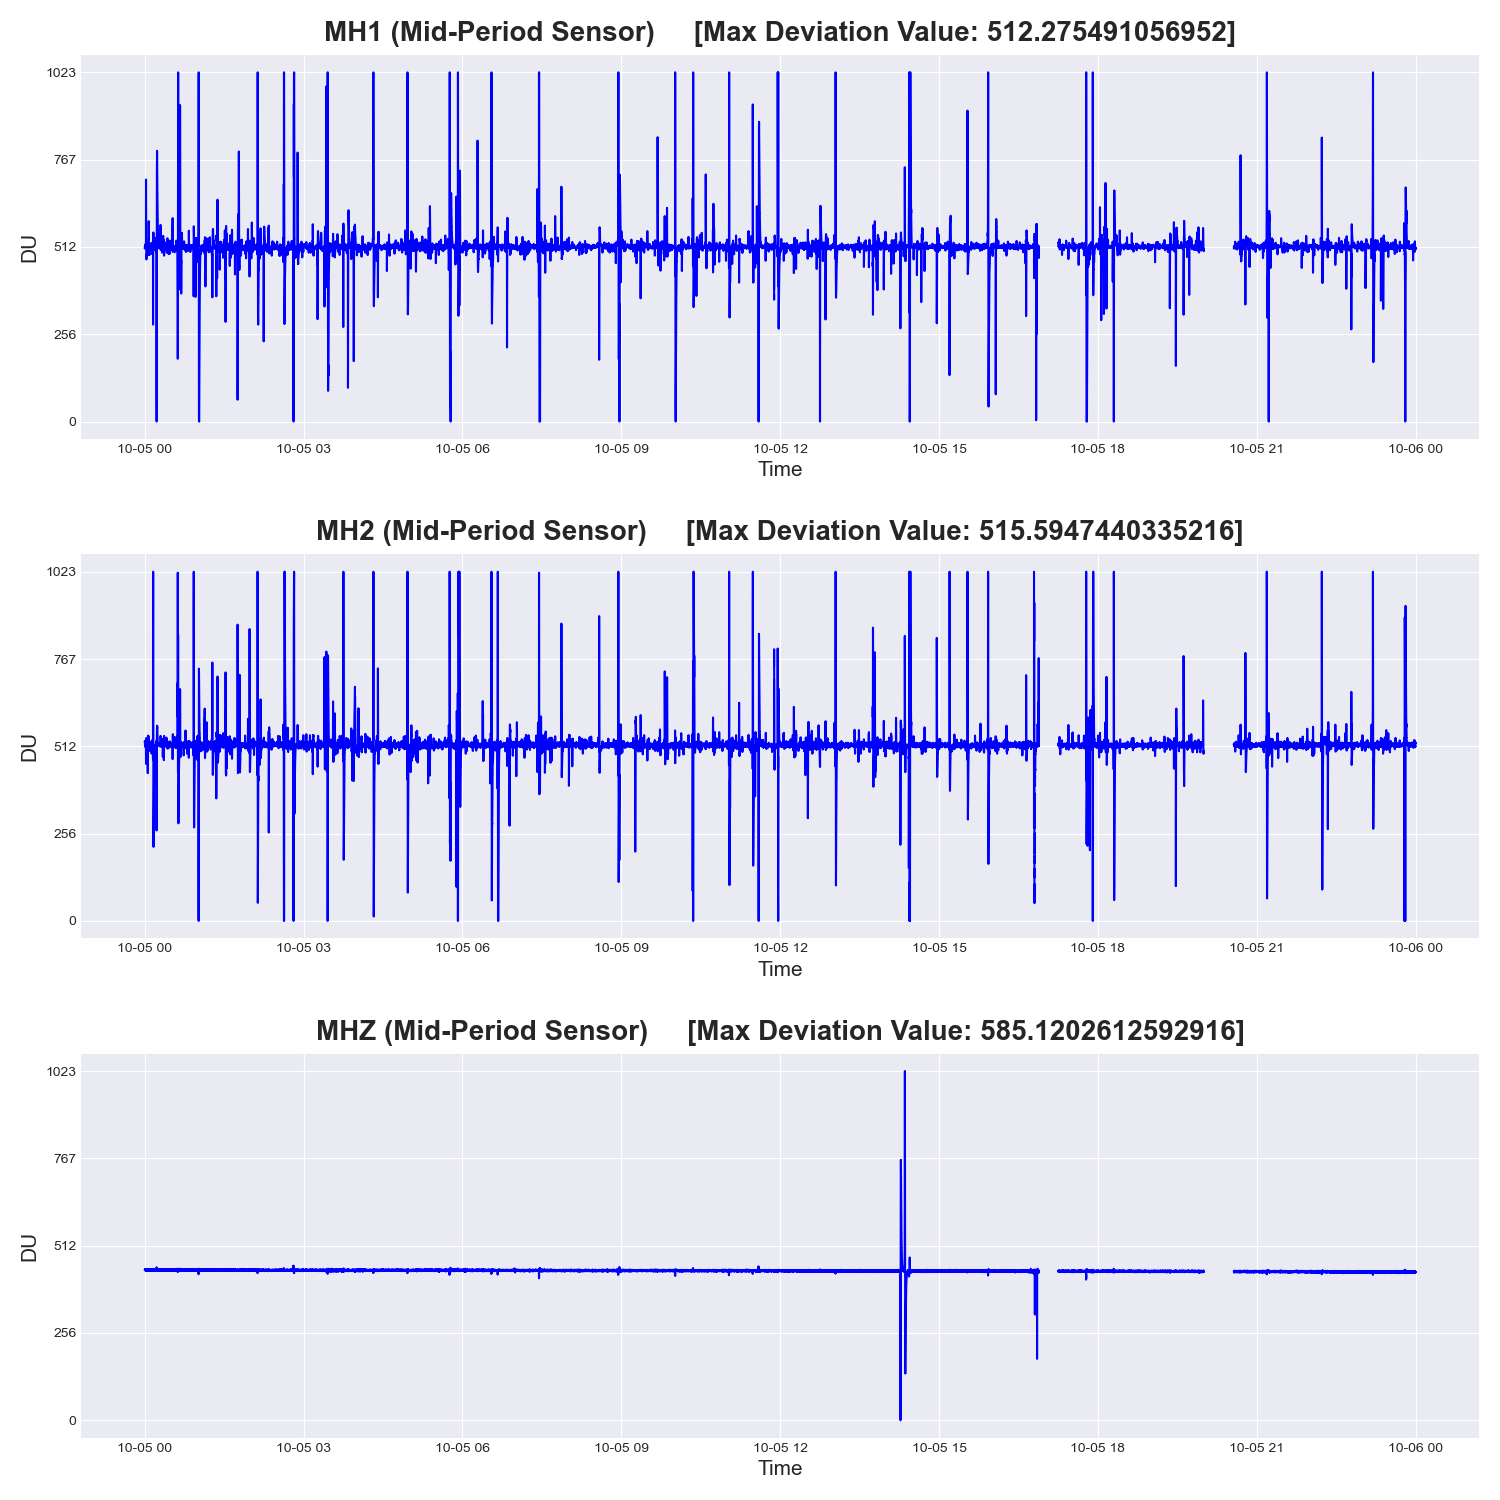 MH1 (Mid-Period Sensor) [Max Deviation Value: 512.275491056952]
1023
767
512
256
0
DU
10-05 00 10-05 03 10-05 06 10-05 09 10-05 12 10-05 15 10-05 18 10-05 21 10-06 00
Time
MH2 (Mid-Period Sensor) [Max Deviation Value: 515.5947440335216]
1023
767
512
256
0
DU
10-05 00 10-05 03 10-05 06 10-05 09 10-05 12 10-05 15 10-05 18 10-05 21 10-06 00
Time
MHZ (Mid-Period Sensor) [Max Deviation Value: 585.1202612592916]
1023
767
512
256
0
DU
10-05 00 10-05 03 10-05 06 10-05 09 10-05 12 10-05 15 10-05 18 10-05 21 10-06 00
Time